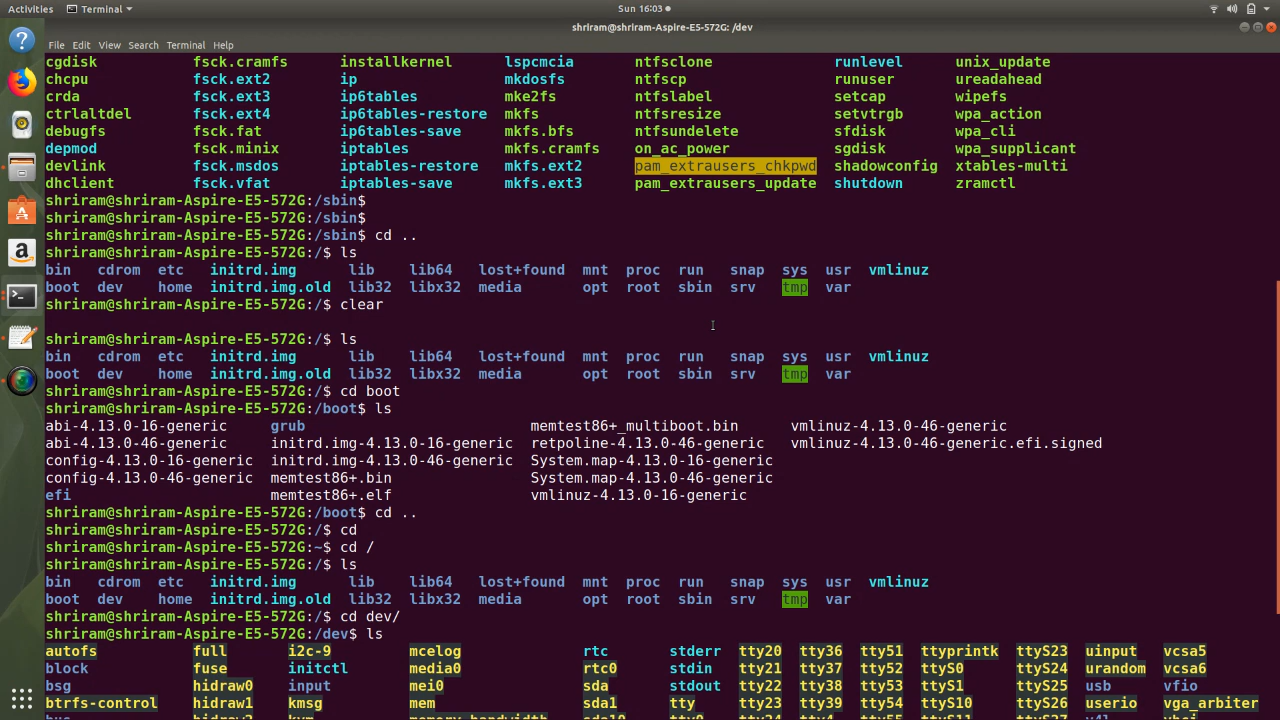 Activities Terminal Sun 16:03
shriram@shriram-Aspire-E5-572G: /dev
File Edit View Search Terminal Help
cgdisk fsck.cramfs installkernel lspcmcia ntfsclone runlevel unix_update
chcpu fsck.ext2 ip mkdosfs ntfscp runuser ureadahead
crda fsck.ext3 ip6tables mke2fs ntfslabel setcap wipefs
ctrlaltdel fsck.ext4 ip6tables-restore mkfs ntfsresize setvtrgb wpa_action
debugfs fsck.fat ip6tables-save mkfs.bfs ntfsundelete sfdisk wpa_cli
depmod fsck.minix iptables mkfs.cramfs on_ac_power sgdisk wpa_supplicant
devlink fsck.msdos iptables-restore mkfs.ext2 pam_extrausers_chkpwd shadowconfig xtables-multi
dhclient fsck.vfat iptables-save mkfs.ext3 pam_extrausers_update shutdown zramctl
shriram@shriram-Aspire-E5-572G:/sbin$
shriram@shriram-Aspire-E5-572G:/sbin$
shriram@shriram-Aspire-E5-572G:/sbin$ cd ..
shriram@shriram-Aspire-E5-572G:/$ ls
bin cdrom etc initrd.img lib lib64 lost+found mnt proc run snap sys usr vmlinuz
boot dev home initrd.img.old lib32 libx32 media opt root sbin srv tmp var
shriram@shriram-Aspire-E5-572G:/$ clear
shriram@shriram-Aspire-E5-572G:/$ ls
bin cdrom etc initrd.img lib lib64 lost+found mnt proc run snap sys usr vmlinuz
boot dev home initrd.img.old lib32 libx32 media opt root sbin srv tmp var
shriram@shriram-Aspire-E5-572G:/$ cd boot
shriram@shriram-Aspire-E5-572G:/boot$ ls
abi-4.13.0-16-generic grub memtest86+_multiboot.bin vmlinuz-4.13.0-46-generic
abi-4.13.0-46-generic initrd.img-4.13.0-16-generic retpoline-4.13.0-46-generic vmlinuz-4.13.0-46-generic.efi.signed
config-4.13.0-16-generic initrd.img-4.13.0-46-generic System.map-4.13.0-16-generic
config-4.13.0-46-generic memtest86+.bin System.map-4.13.0-46-generic
efi memtest86+.elf vmlinuz-4.13.0-16-generic
shriram@shriram-Aspire-E5-572G:/boot$ cd ..
shriram@shriram-Aspire-E5-572G:/$ cd
shriram@shriram-Aspire-E5-572G:~$ cd /
shriram@shriram-Aspire-E5-572G:/$ ls
bin cdrom etc initrd.img lib lib64 lost+found mnt proc run snap sys usr vmlinuz
boot dev home initrd.img.old lib32 libx32 media opt root sbin srv tmp var
shriram@shriram-Aspire-E5-572G:/$ cd dev/
shriram@shriram-Aspire-E5-572G:/dev$ ls
autofs full i2c-9 mcelog rtc stderr tty20 tty36 tty51 ttyprintk ttyS23 uinput vcsa5
block fuse initctl media0 rtc0 stdin tty21 tty37 tty52 ttyS0 ttyS24 urandom vcsa6
bsg hidraw0 input mei0 sda stdout tty22 tty38 tty53 ttyS1 ttyS25 usb vfio
btrfs-control hidraw1 kmsg mem sda1 tty tty23 tty39 tty54 ttyS10 ttyS26 userio vga_arbiter